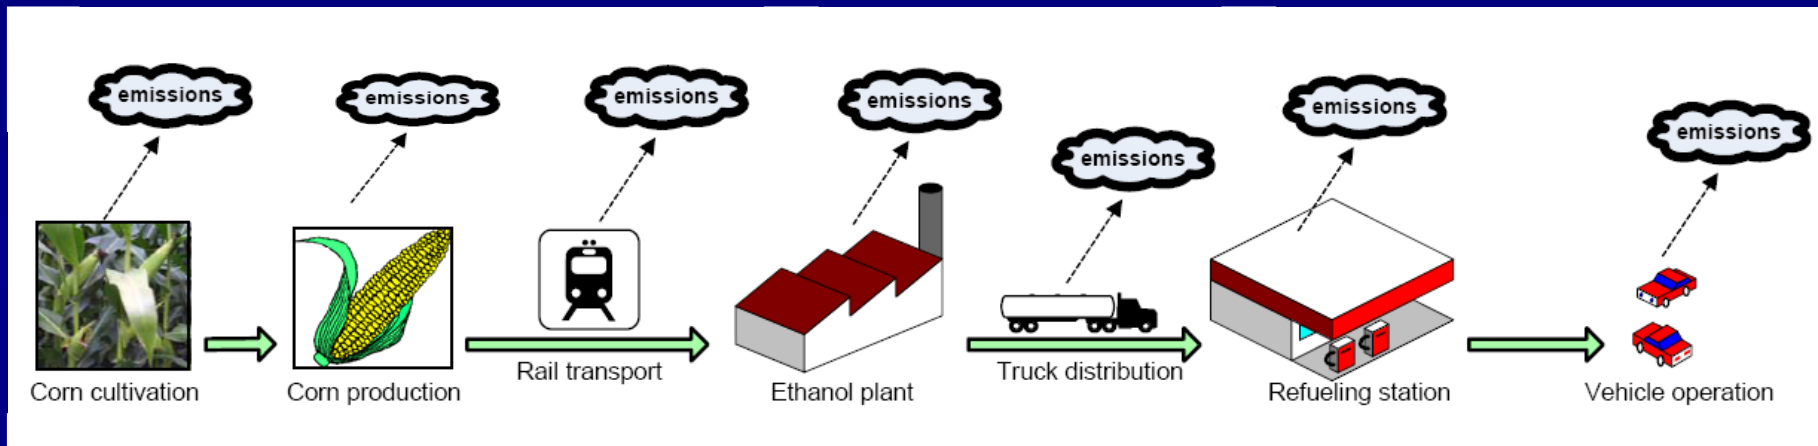 emissions
emissions
emissions
emissions
emissions
emissions
emissions
Corn cultivation
Corn production
Rail transport
Ethanol plant
Truck distribution
Refueling station
Vehicle operation